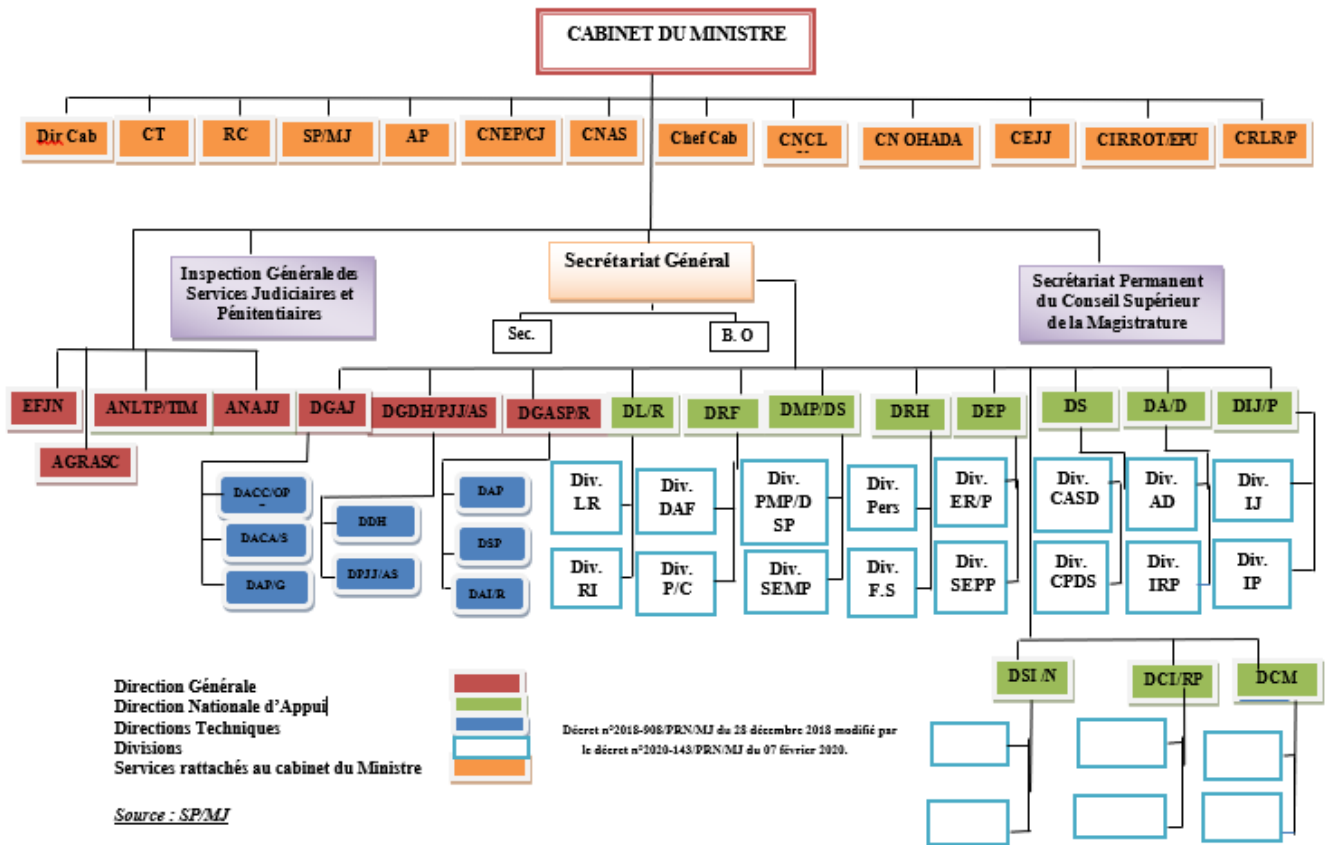 CABINET DU MINISTRE
Dir Cab
CT
RC
SP/MJ
AP
CNEP/CJ
CNAS
Chef Cab
CNCL
CN OHADA
CEJJ
CIRROT/EPU
CRLR/P
Inspection Générale des
Services Judiciaires et
Pénitentiaires
Secrétariat Général
Secrétariat Permanent
du Conseil Supérieur
de la Magistrature
Sec.
B. O
EFJN
ANLTP/TIM
ANAJJ
DGAJ
DGDH/PJJ/AS
DGASP/R
DL/R
DRF
DMP/DS
DRH
DEP
DS
DA/D
DIJ/P
AGRASC
DACC/OP
DACA/S
DAP/G
DDH
DPJJ/AS
DAP
DSP
DAI/R
Div.
LR
Div.
RI
Div.
DAF
Div.
P/C
Div.
PMP/D
SP
Div.
SEMP
Div.
Pers
Div.
F.S
Div.
ER/P
Div.
SEPP
Div.
CASD
Div.
CPDS
Div.
AD
Div.
IRP
Div.
IJ
Div.
IP
DSI /N
DCI/RP
DCM
Direction Générale
Direction Nationale d'Appui
Directions Techniques
Divisions
Services rattachés au cabinet du Ministre
Décret n°2018-908/PRN/MJ du 28 décembre 2018 modifié par
le décret n°2020-143/PRN/MJ du 07 février 2020.
Source : SP/MJ